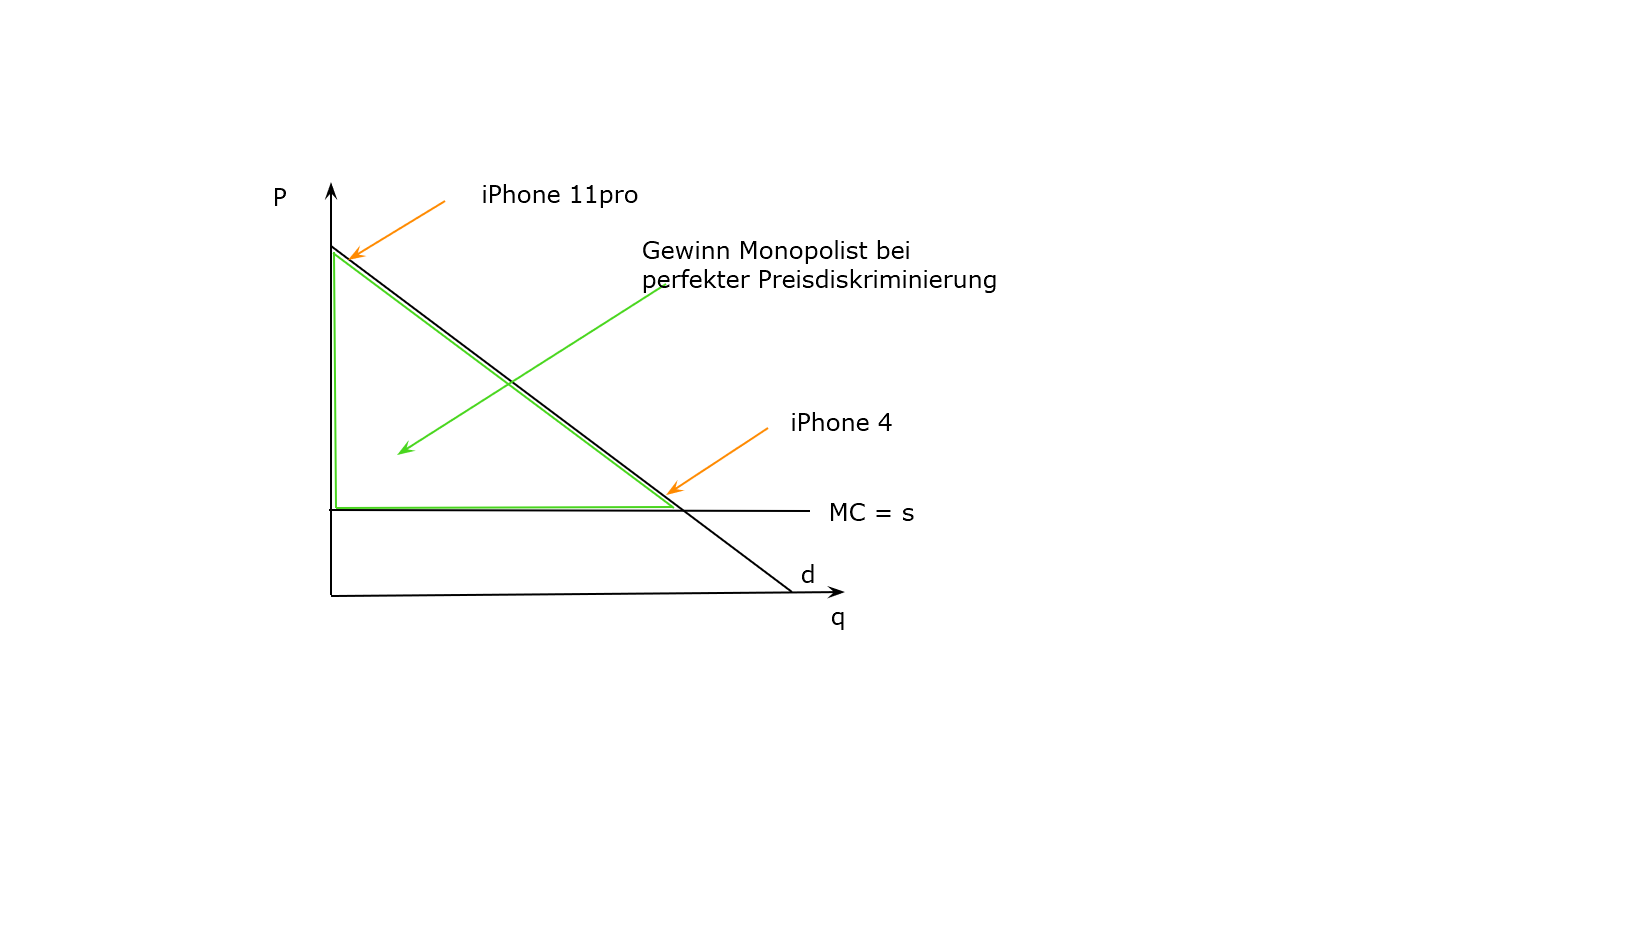 P
iPhone 11pro
Gewinn Monopolist bei
perfekter Preisdiskriminierung
iPhone 4
MC = s
d
q